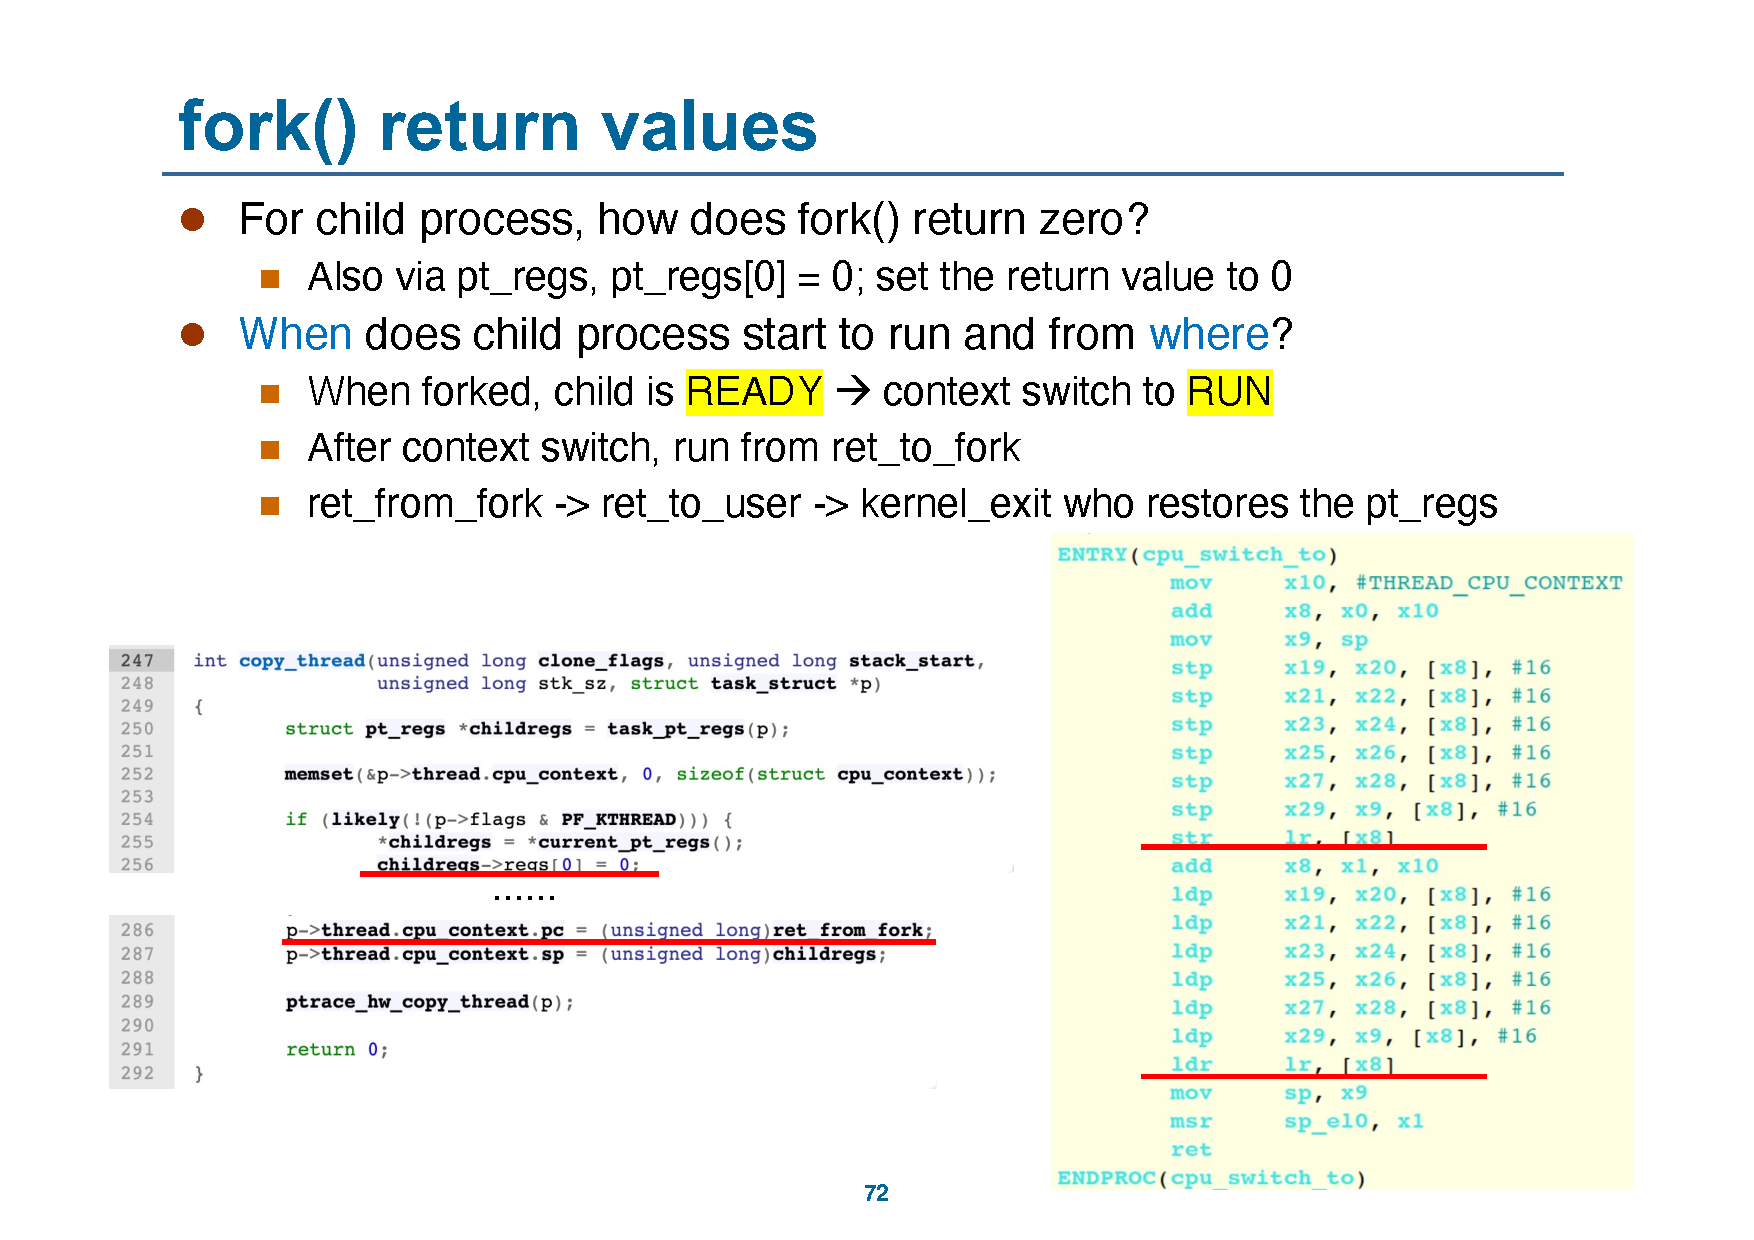 fork() return values
For child process, how does fork() return zero?
Also via pt_regs, pt_regs[0] = 0; set the return value to 0
When does child process start to run and from where?
When forked, child is READY → context switch to RUN
After context switch, run from ret_to_fork
ret_from_fork -> ret_to_user -> kernel_exit who restores the pt_regs
247 int copy_thread(unsigned long clone_flags, unsigned long stack_start,
248 unsigned long stk_sz, struct task_struct *p)
249 {
250 struct pt_regs *childregs = task_pt_regs(p);
251
252 memset(&p->thread.cpu_context, 0, sizeof(struct cpu_context));
253
254 if (likely(!(p->flags & PF_KTHREAD))) {
255 *childregs = *current_pt_regs();
256 childregs->regs[0] = 0;
......
286 p->thread.cpu_context.pc = (unsigned long)ret_from_fork;
287 p->thread.cpu_context.sp = (unsigned long)childregs;
288
289 ptrace_hw_copy_thread(p);
290
291 return 0;
292 }
ENTRY(cpu_switch_to)
mov x10, #THREAD_CPU_CONTEXT
add x8, x0, x10
mov x9, sp
stp x19, x20, [x8], #16
stp x21, x22, [x8], #16
stp x23, x24, [x8], #16
stp x25, x26, [x8], #16
stp x27, x28, [x8], #16
stp x29, x9, [x8], #16
str lr, [x8]
add x8, x1, x10
ldp x19, x20, [x8], #16
ldp x21, x22, [x8], #16
ldp x23, x24, [x8], #16
ldp x25, x26, [x8], #16
ldp x27, x28, [x8], #16
ldp x29, x9, [x8], #16
ldr lr, [x8]
mov sp, x9
msr sp_el0, x1
ret
ENDPROC(cpu_switch_to)
72